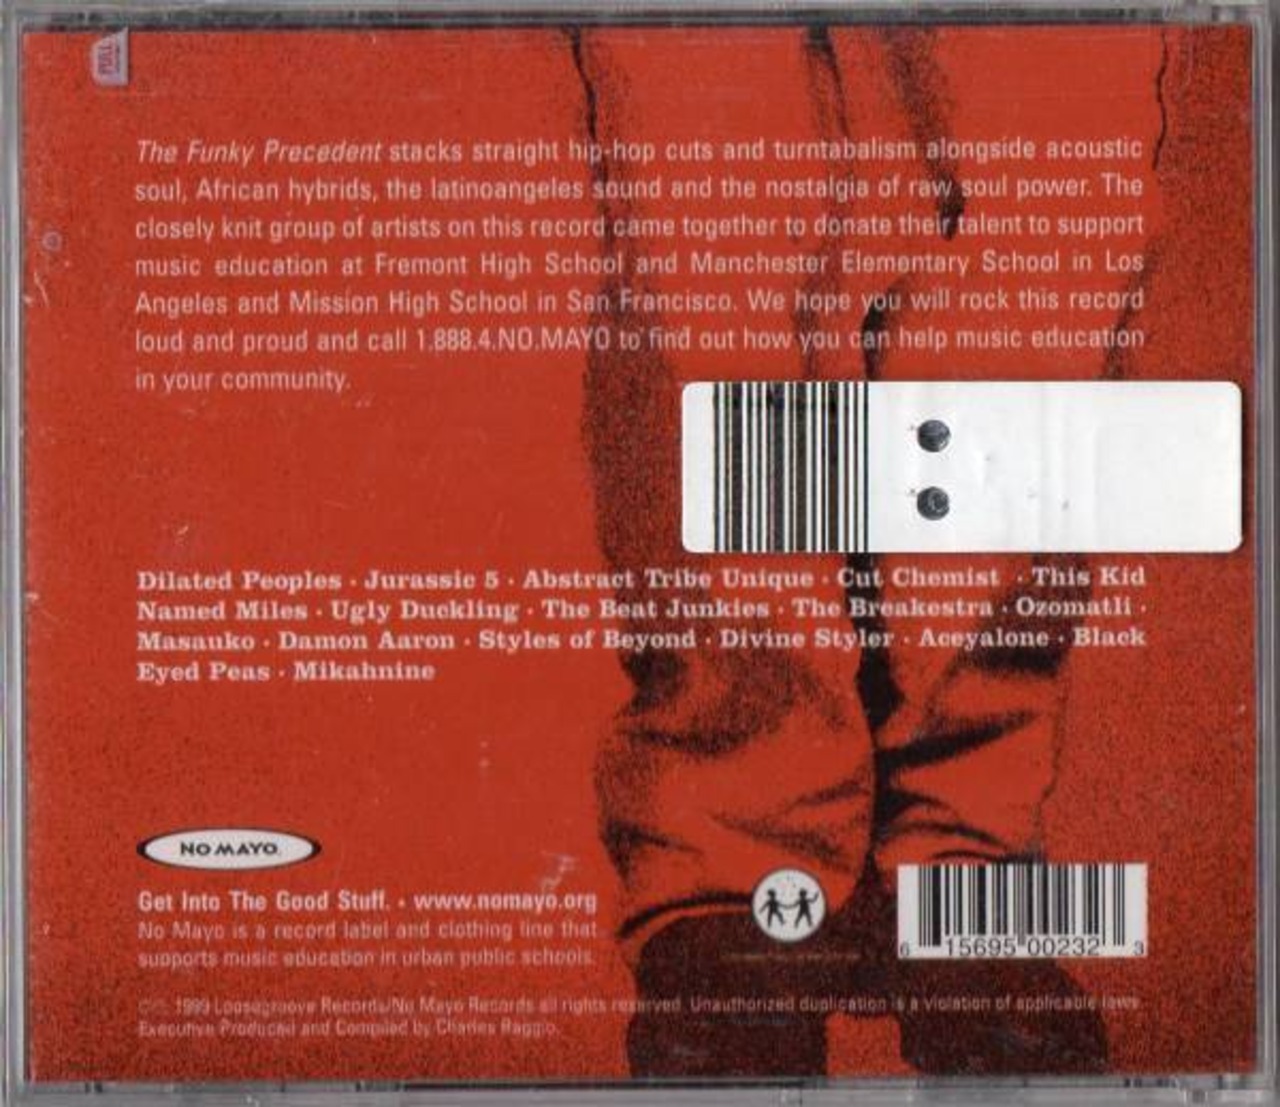 PULL
The Funky Precedent stacks straight hip-hop cuts and turntabalism alongside acoustic
soul, African hybrids, the latinoangeles sound and the nostalgia of raw soul power. The
closely knit group of artists on this record came together to donate their talent to support
music education at Fremont High School and Manchester Elementary School in Los
Angeles and Mission High School in San Francisco. We hope you will rock this record
loud and proud and call 1.888.4.NO.MAYO to find out how you can help music education
in your community.
Dilated Peoples · Jurassic 5 · Abstract Tribe Unique · Cut Chemist · This Kid
Named Miles · Ugly Duckling · The Beat Junkies · The Breakestra · Ozomatli ·
Masauko · Damon Aaron · Styles of Beyond · Divine Styler · Aceyalone · Black
Eyed Peas · Mikahnine
NO MAYO
Get Into The Good Stuff. • www.nomayo.org
No Mayo is a record label and clothing line that
supports music education in urban public schools.
6 15695 00232 3
1999 Loosegroove Records/No Mayo Records all rights reserved. Unauthorized duplication is a violation of applicable laws.
Executive Produced and Compiled by Charles Raggio.